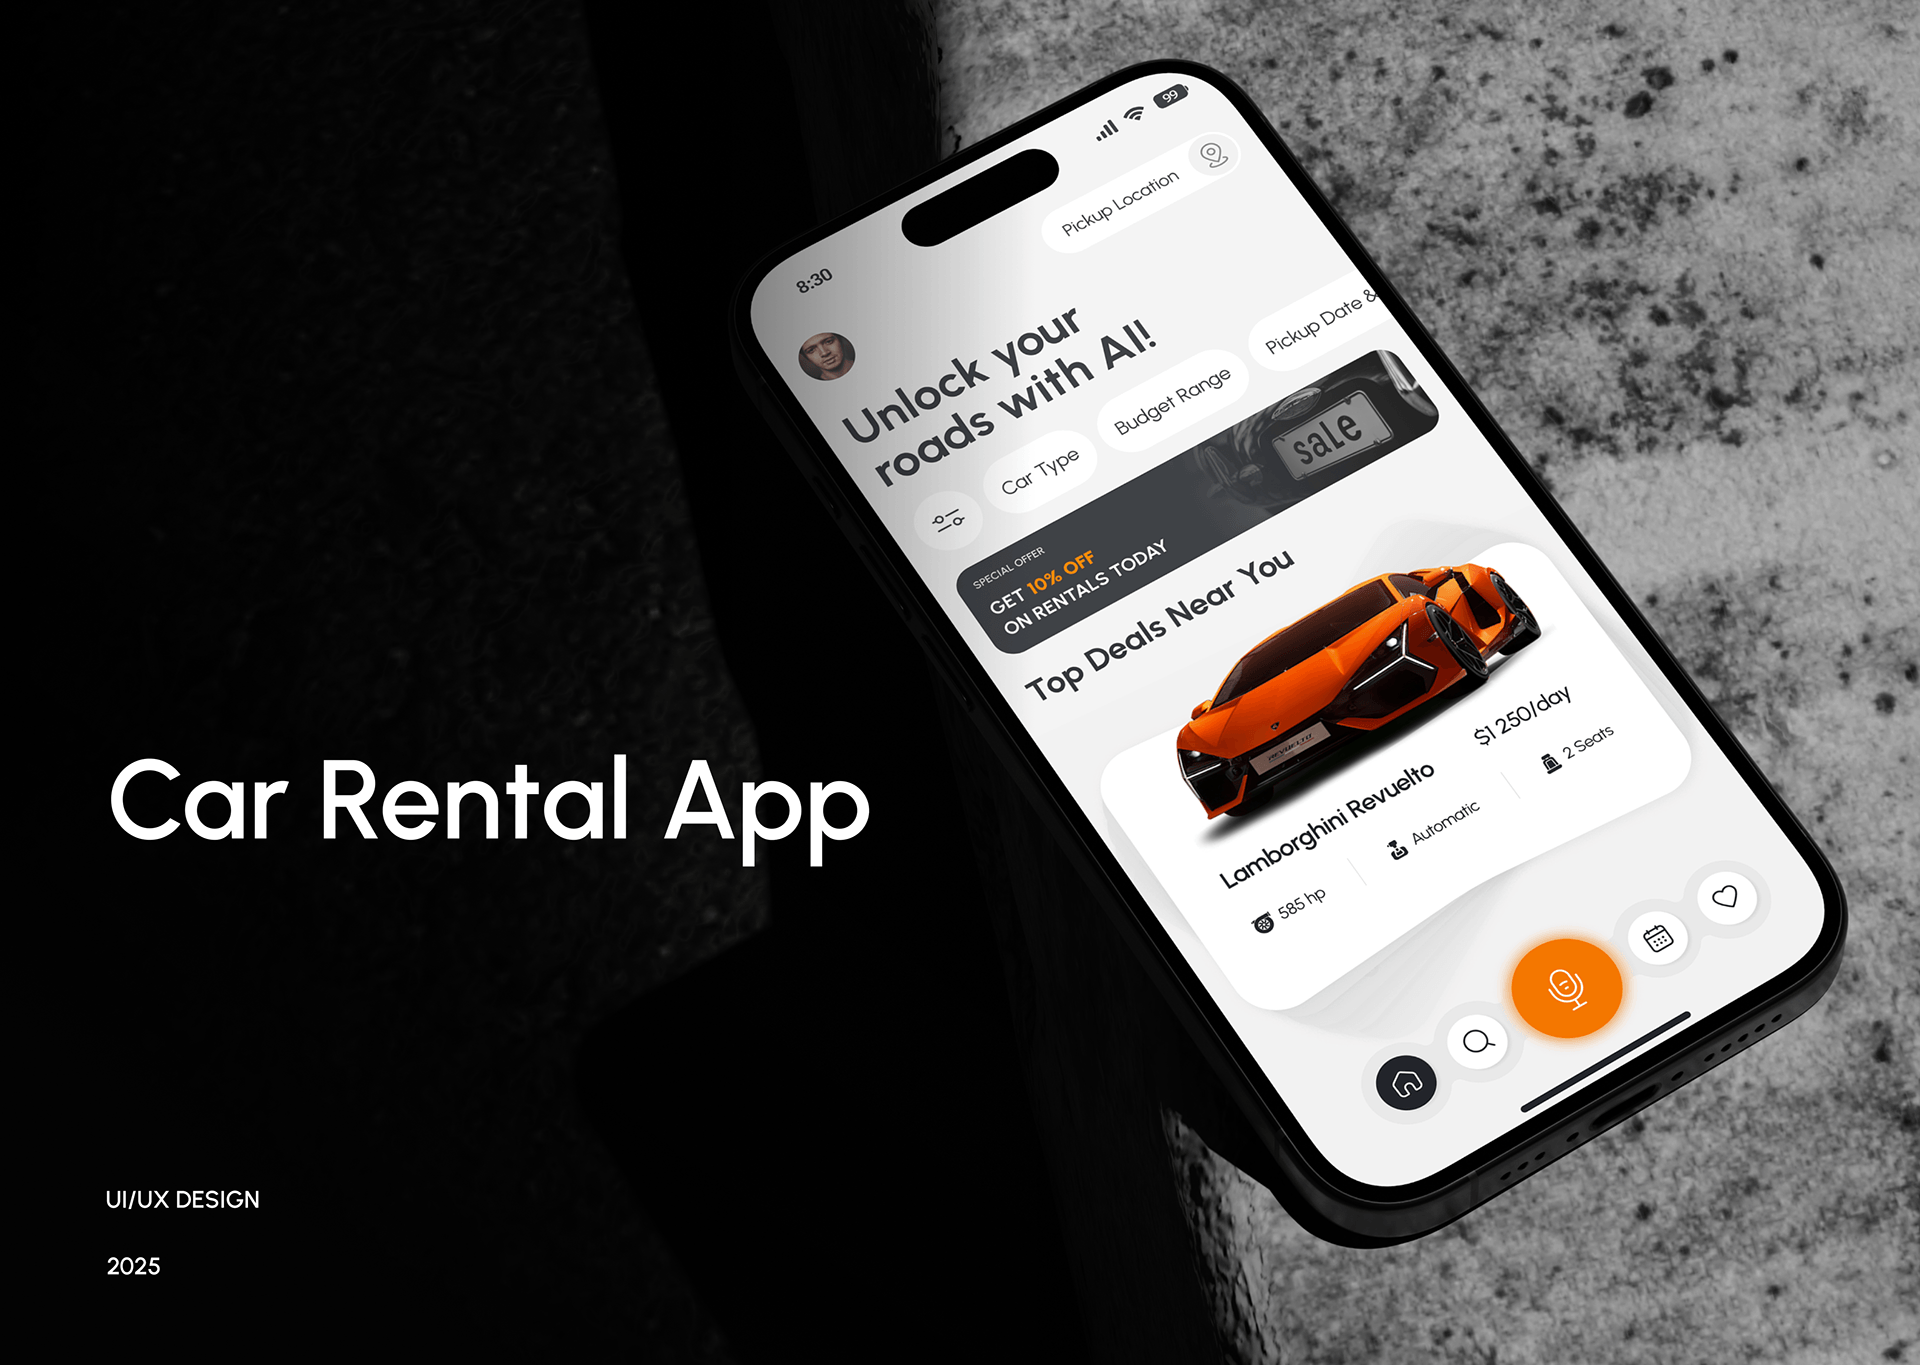 99
Pickup Location
8:30
Unlock your
roads with AI!
Car Type
Budget Range
Pickup Date &
sale
SPECIAL OFFER
GET 10% OFF
ON RENTALS TODAY
Top Deals Near You
REVUELTO
Lamborghini Revuelto
$1 250/day
585 hp
Automatic
2 Seats
Car Rental App
UI/UX DESIGN
2025